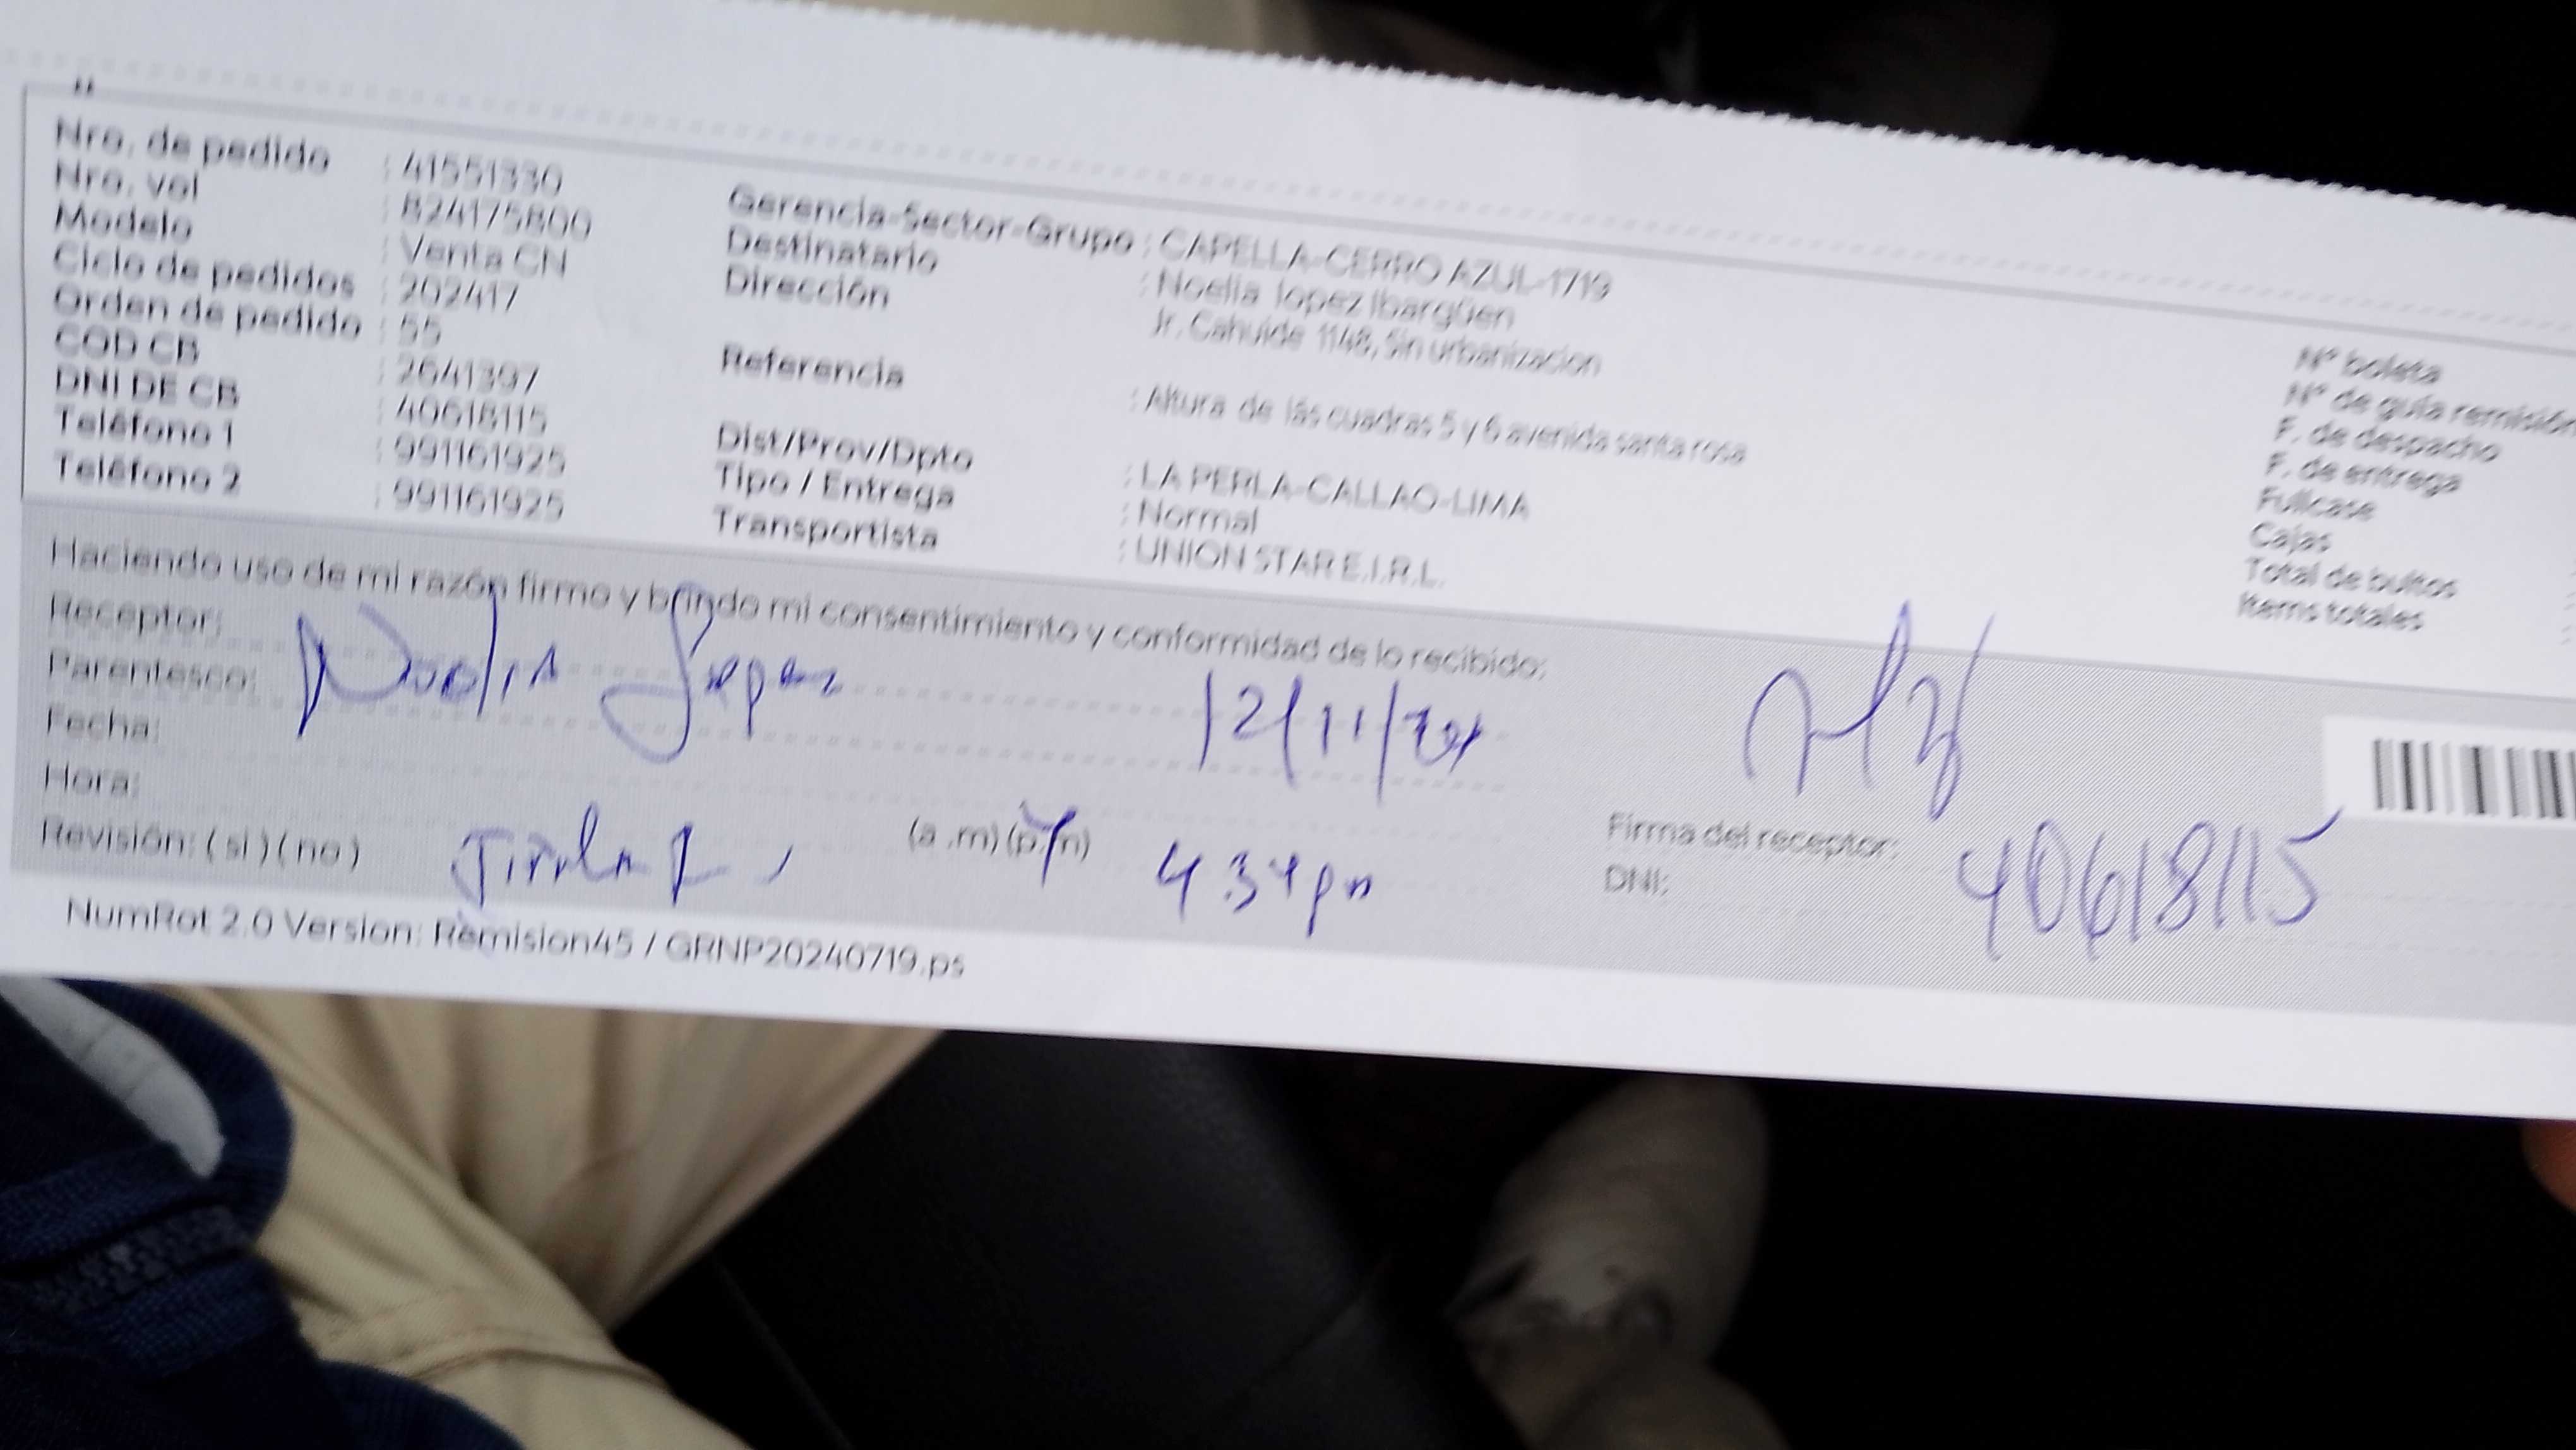 Nro. de pedido : 41551330
Nro. vol : 824175800
Modelo : Venta CN
Ciclo de pedidos : 202417
Orden de pedido : 55
COD CB : 2641397
DNI DE CB : 40618115
Teléfono 1 : 991161925
Teléfono 2 : 991161925
Gerencia-Sector-Grupo : CAPELLA-CERRO AZUL-1719
Destinatario : Noelia lopez Ibargüen
Dirección Jr. Cahuide 1148, Sin urbanizacion
Referencia : Altura de lás cuadras 5 y 6 avenida santa rosa
Dist/Prov/Dpto : LA PERLA-CALLAO-LIMA
Tipo / Entrega : Normal
Transportista : UNION STAR E.I.R.L.
N° boleta
N° de guía remisión
F. de despacho
F. de entrega
Fullcase
Cajas
Total de bultos
Items totales
Haciendo uso de mi razón firmo y brindo mi consentimiento y conformidad de lo recibido:
Receptor: Noelia Lopez
Parentesco:
Fecha: 12/11/24
Hora:
Revisión: ( si ) ( no ) Titular (a .m) (p.m) 4.34 pm
Firma del receptor:
DNI: 40618115
NumRot 2.0 Version: Remision45 / GRNP20240719.ps